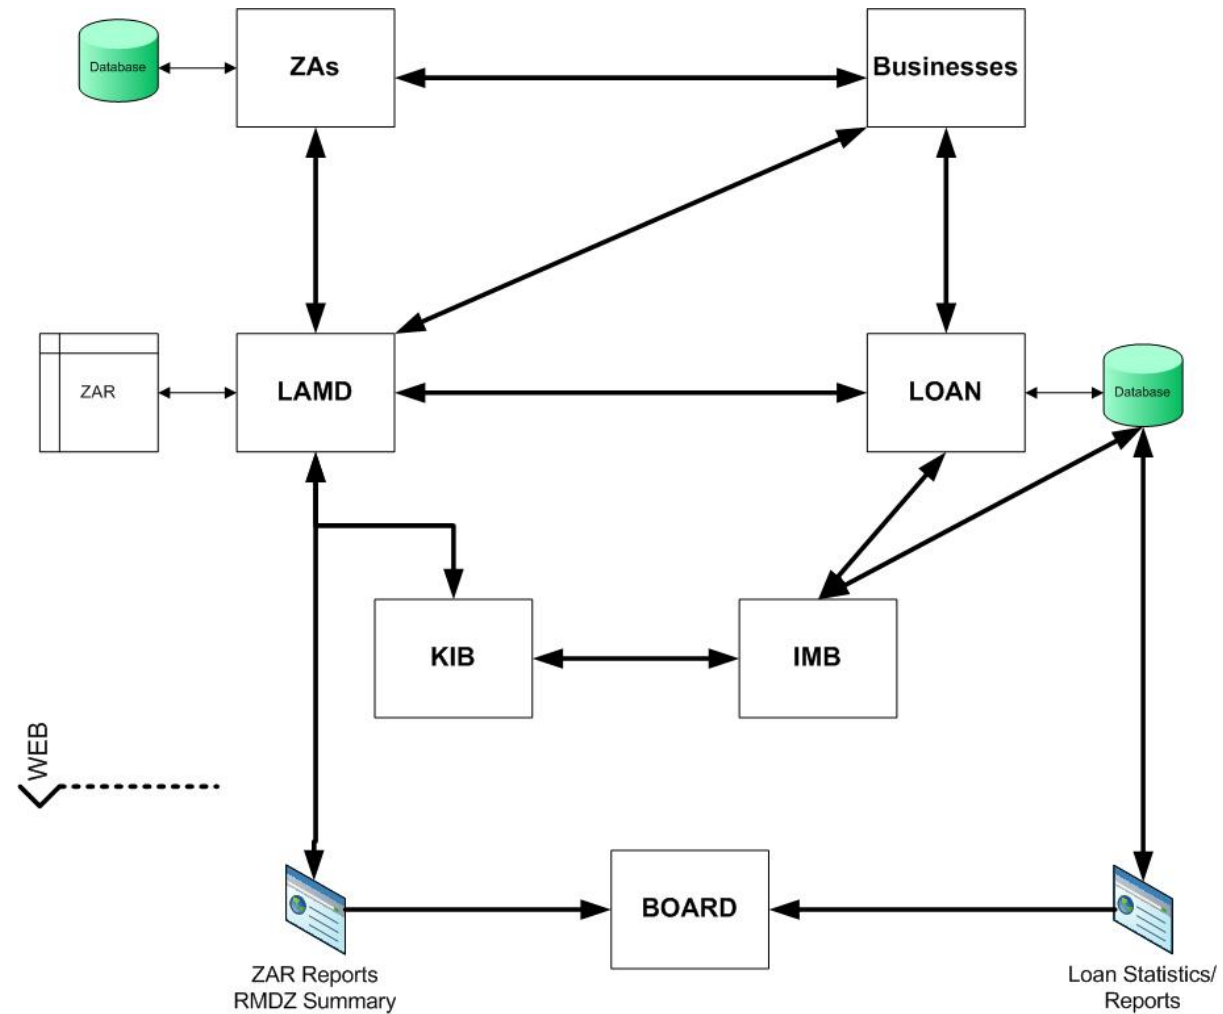 Database
ZAs
Businesses
ZAR
LAMD
LOAN
Database
KIB
IMB
WEB
BOARD
ZAR Reports
RMDZ Summary
Loan Statistics/
Reports